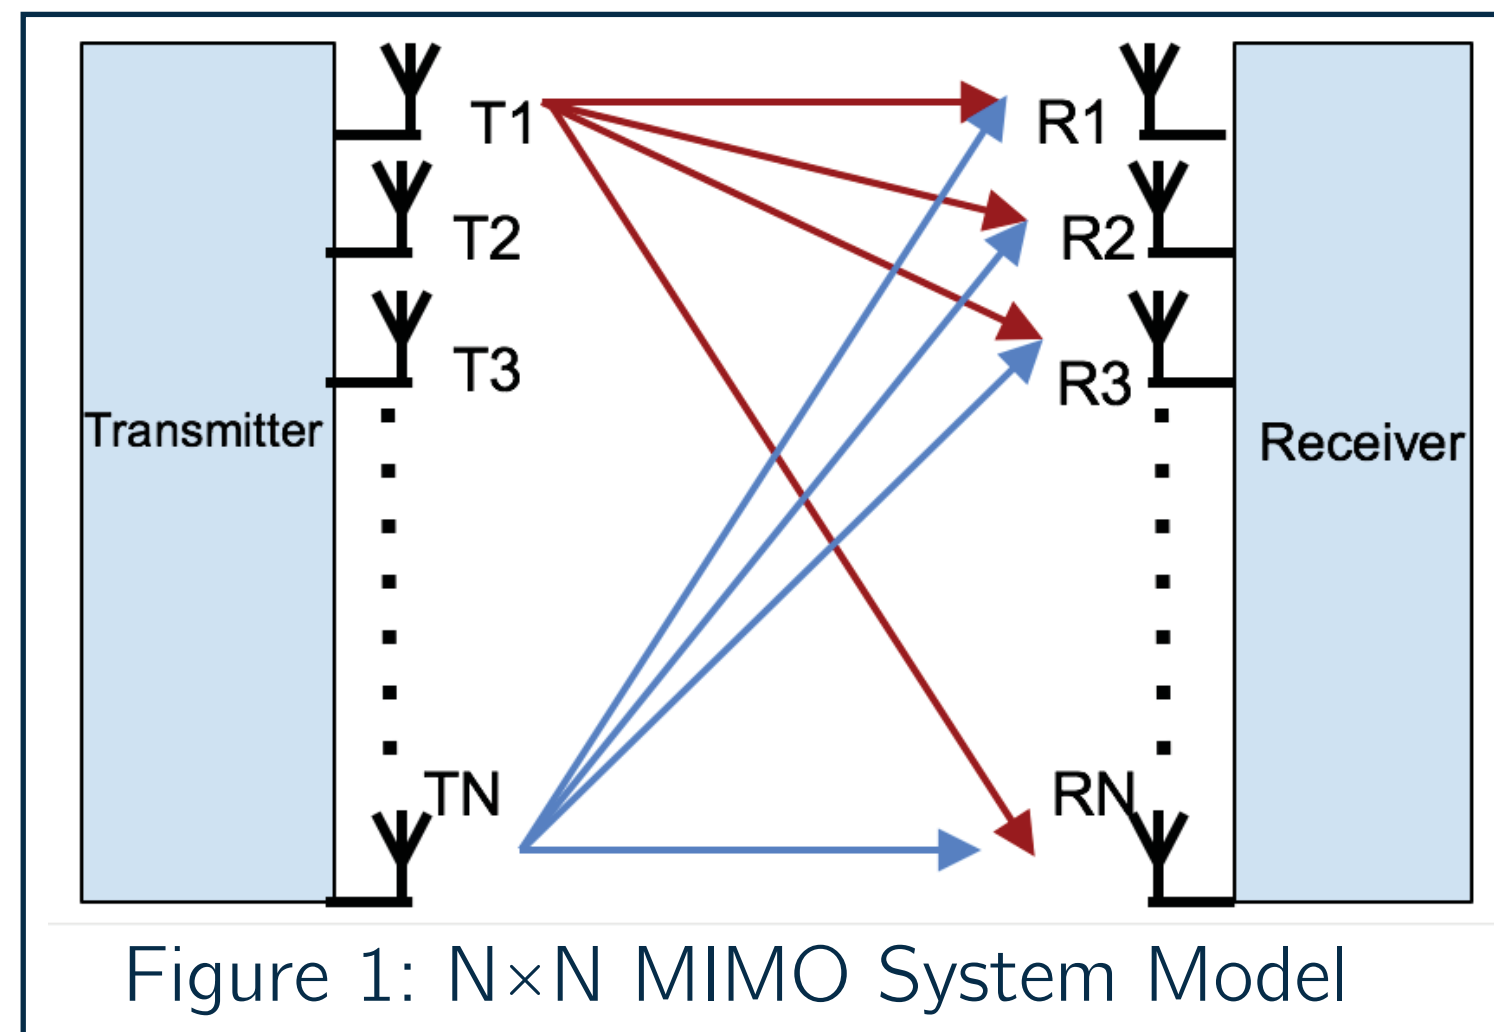 T1
R1
T2
R2
T3
R3
Transmitter
Receiver
TN
RN
Figure 1: N×N MIMO System Model